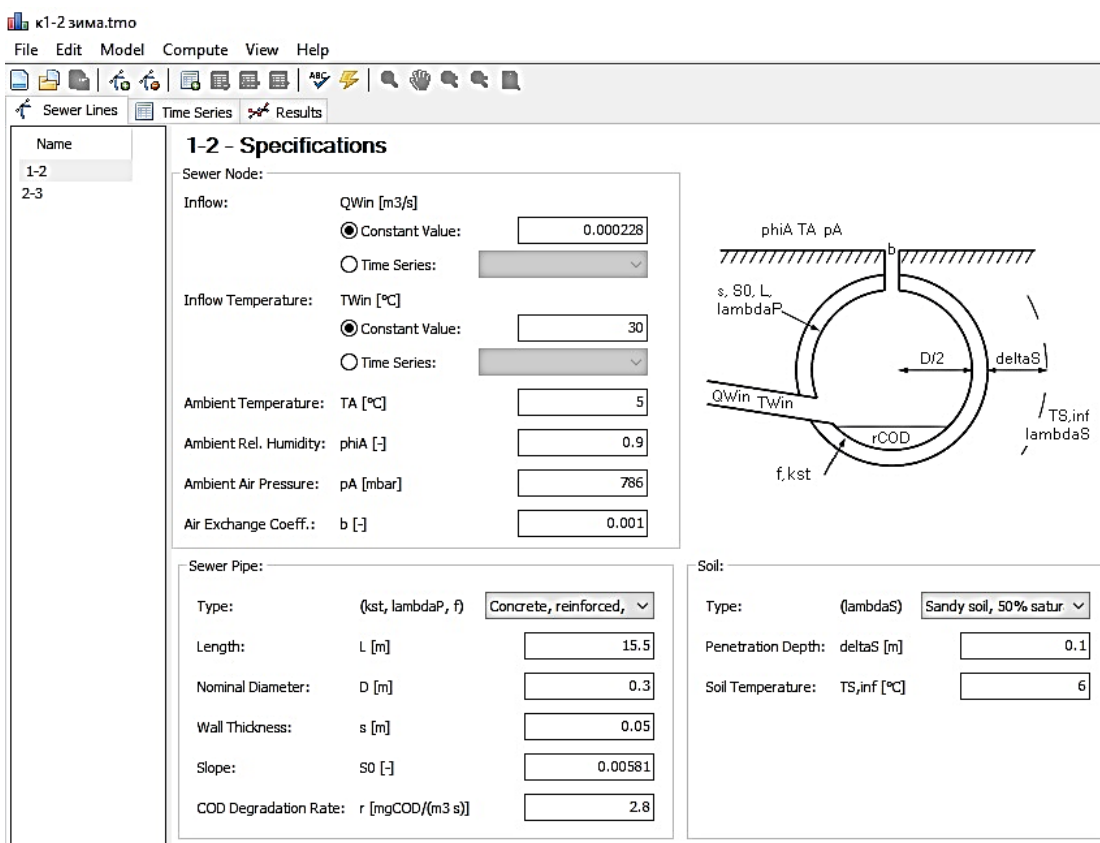 к1-2 зима.tmo
File Edit Model Compute View Help
ABC
Sewer Lines Time Series Results
Name
1-2
2-3
1-2 - Specifications
Sewer Node:
Inflow: QWin [m3/s]
Constant Value: 0.000228
Time Series:
Inflow Temperature: TWin [°C]
Constant Value: 30
Time Series:
Ambient Temperature: TA [°C] 5
Ambient Rel. Humidity: phiA [-] 0.9
Ambient Air Pressure: pA [mbar] 786
Air Exchange Coeff.: b [-] 0.001
phiA TA pA
b
s, S0, L,
lambdaP
D/2 deltaS
QWin TWin
TS,inf
lambdaS
rCOD
f,kst
Sewer Pipe:
Type: (kst, lambdaP, f) Concrete, reinforced,
Length: L [m] 15.5
Nominal Diameter: D [m] 0.3
Wall Thickness: s [m] 0.05
Slope: S0 [-] 0.00581
COD Degradation Rate: r [mgCOD/(m3 s)] 2.8
Soil:
Type: (lambdaS) Sandy soil, 50% satur
Penetration Depth: deltaS [m] 0.1
Soil Temperature: TS,inf [°C] 6